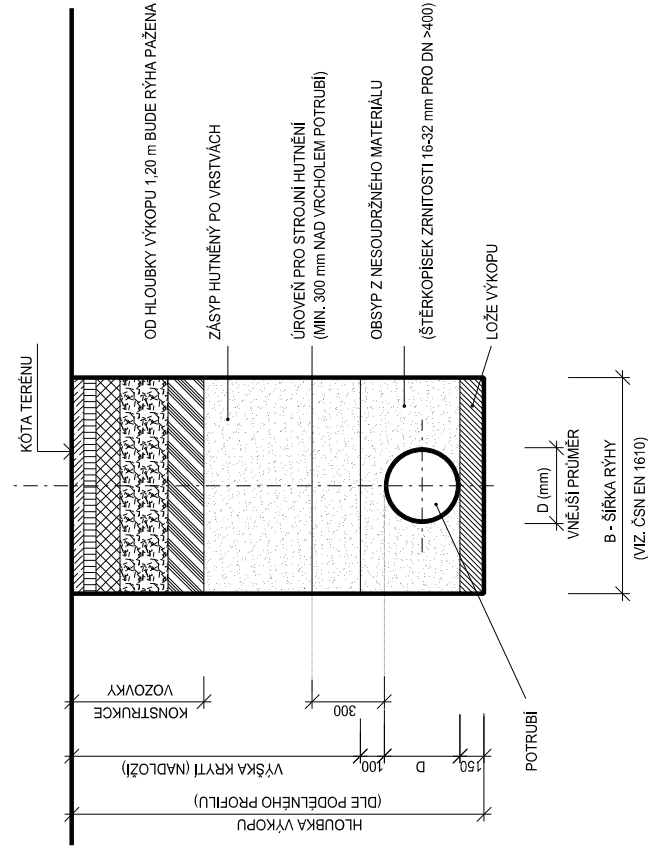 KÓTA TERÉNU
OD HLOUBKY VÝKOPU 1,20 m BUDE RÝHA PAŽENA
ZÁSYP HUTNĚNÝ PO VRSTVÁCH
ÚROVEŇ PRO STROJNÍ HUTNĚNÍ
(MIN. 300 mm NAD VRCHOLEM POTRUBÍ)
OBSYP Z NESOUDRŽNÉHO MATERIÁLU
(ŠTĚRKOPÍSEK ZRNITOSTI 16-32 mm PRO DN >400)
LOŽE VÝKOPU
D (mm)
VNĚJŠÍ PRŮMĚR
B - ŠÍŘKA RÝHY
(VIZ. ČSN EN 1610)
POTRUBÍ
KONSTRUKCE
VOZOVKY
300
VÝŠKA KRYTÍ (NADLOŽÍ)
100
D
150
HLOUBKA VÝKOPU
(DLE PODÉLNÉHO PROFILU)